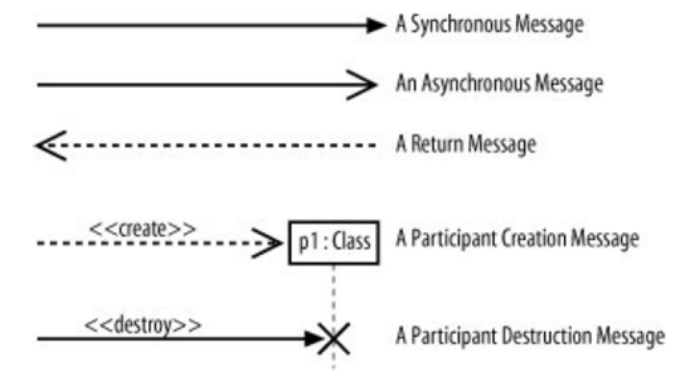 A Synchronous Message
An Asynchronous Message
A Return Message
<<create>>
p1 : Class
A Participant Creation Message
<<destroy>>
A Participant Destruction Message